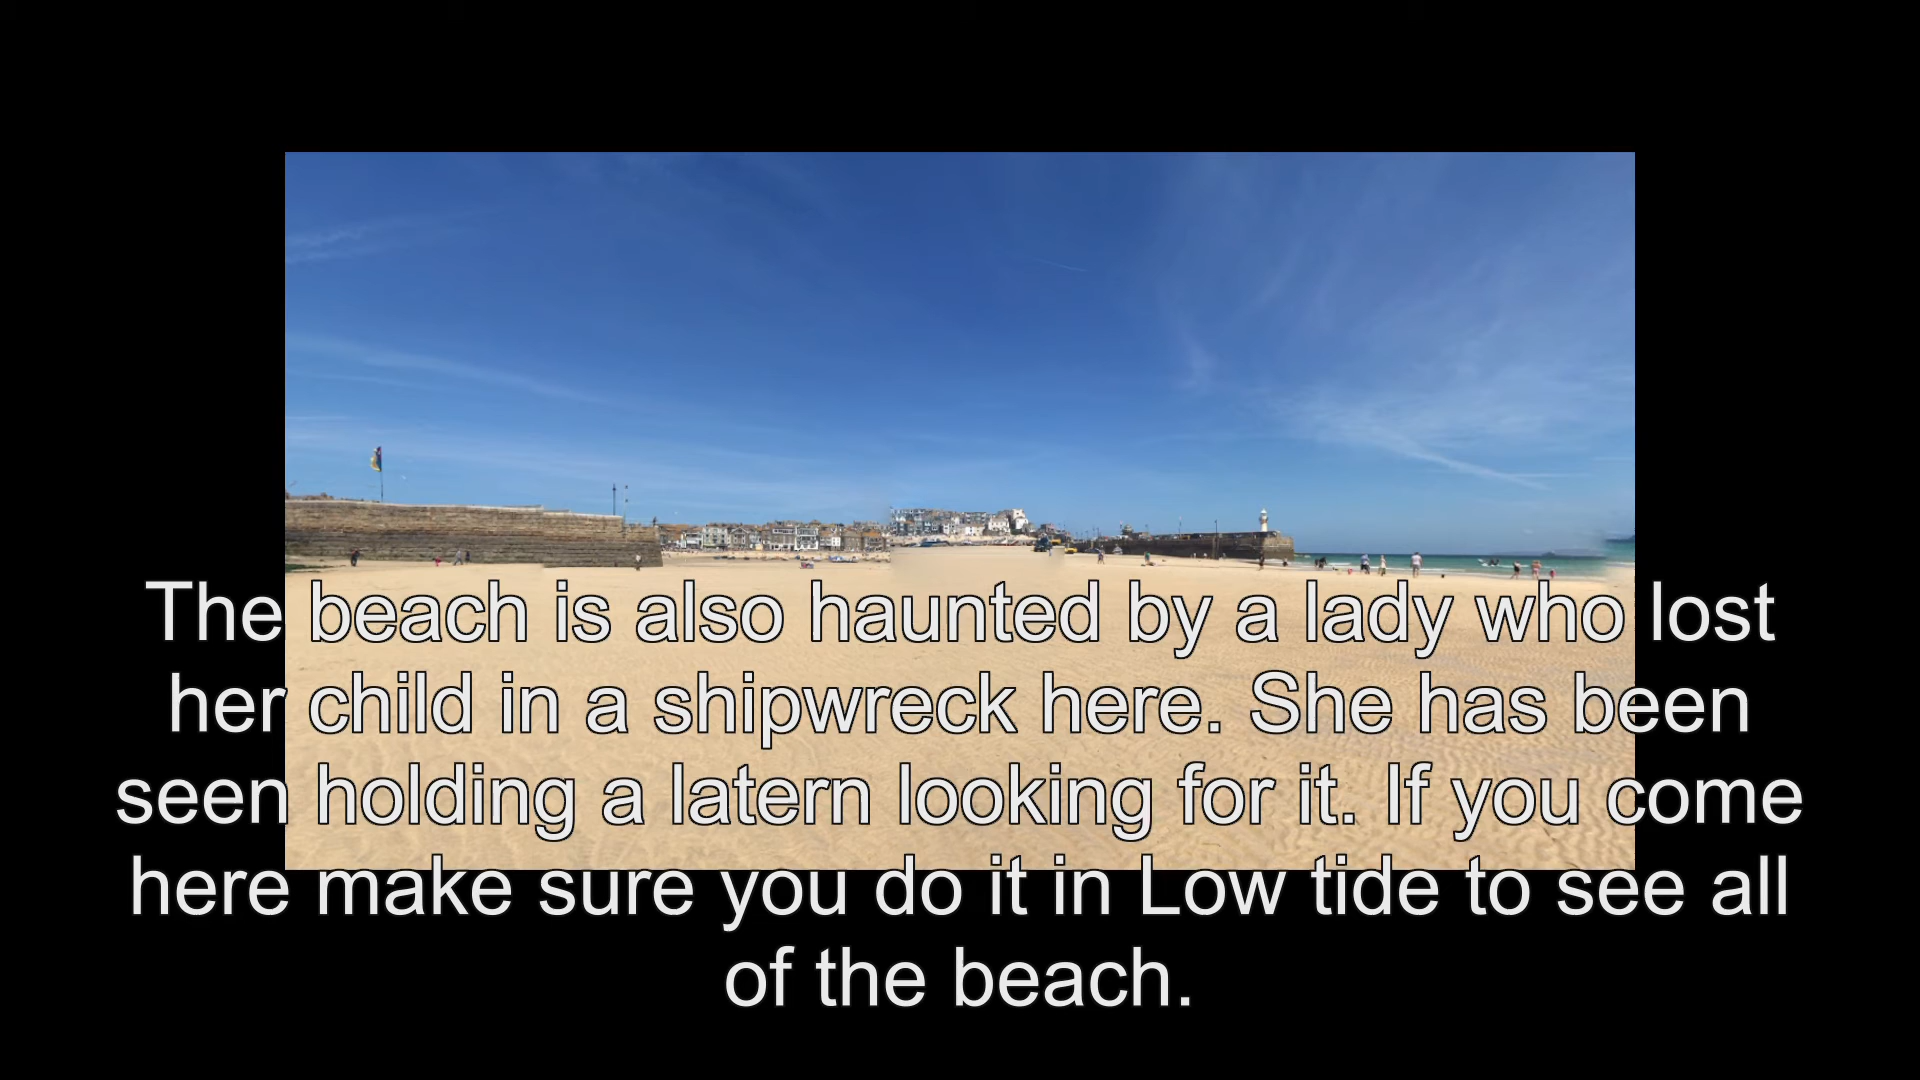 The beach is also haunted by a lady who lost
her child in a shipwreck here. She has been
seen holding a latern looking for it. If you come
here make sure you do it in Low tide to see all
of the beach.